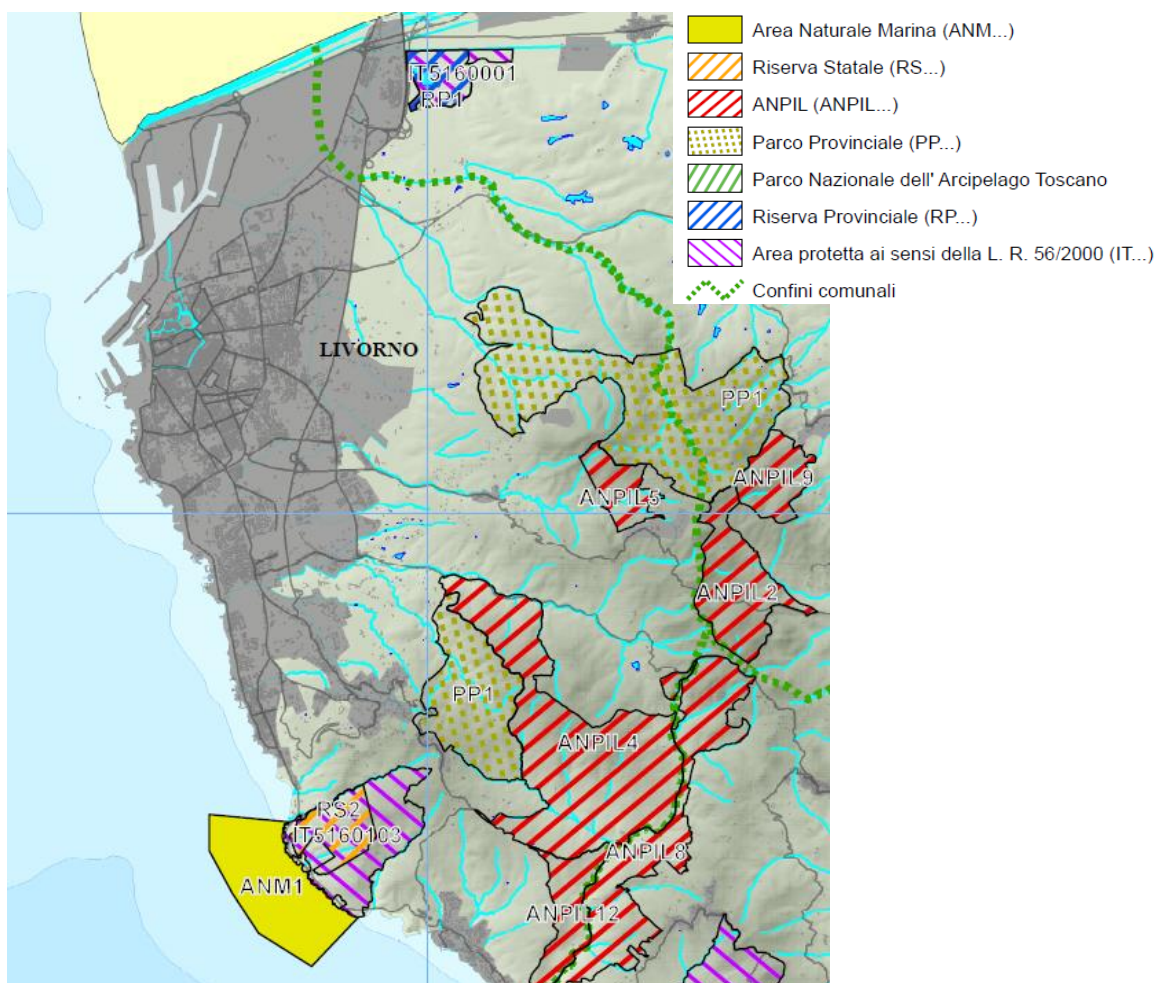 Area Naturale Marina (ANM...)
Riserva Statale (RS...)
ANPIL (ANPIL...)
Parco Provinciale (PP...)
Parco Nazionale dell' Arcipelago Toscano
Riserva Provinciale (RP...)
Area protetta ai sensi della L. R. 56/2000 (IT...)
Confini comunali
IT5160001
RP1
LIVORNO
PP1
ANPIL9
ANPIL5
ANPIL2
PP1
ANPIL4
RS2
IT5160103
ANPIL8
ANM1
ANPIL12